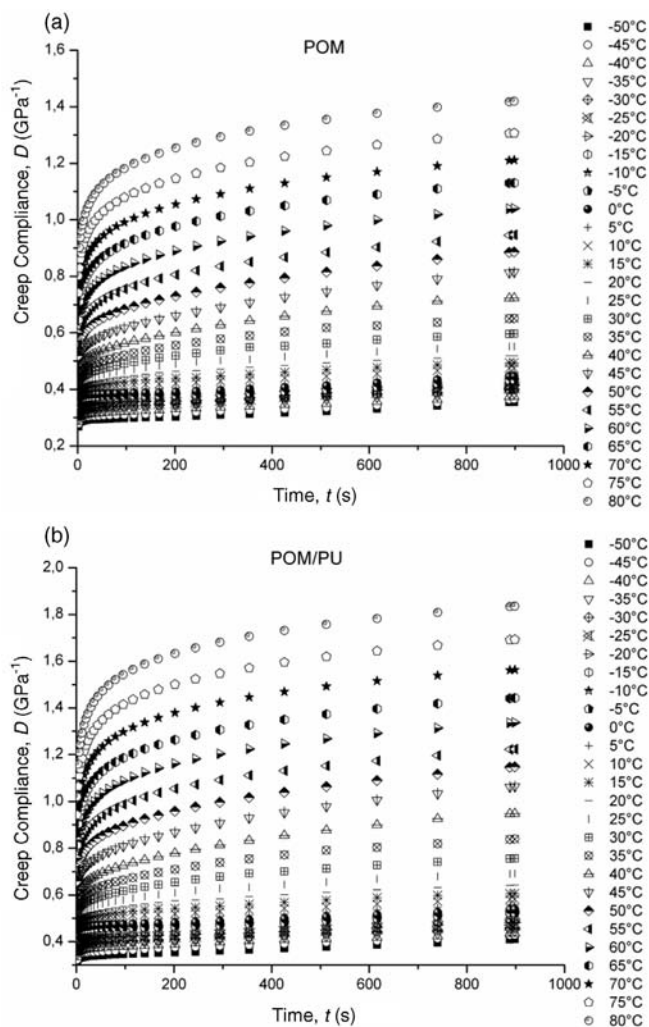 (a)
POM
Creep Compliance, D (GPa⁻¹)
1,6
1,4
1,2
1,0
0,8
0,6
0,4
0,2
0
200
400
600
800
1000
Time, t (s)
-50°C
-45°C
-40°C
-35°C
-30°C
-25°C
-20°C
-15°C
-10°C
-5°C
0°C
5°C
10°C
15°C
20°C
25°C
30°C
35°C
40°C
45°C
50°C
55°C
60°C
65°C
70°C
75°C
80°C
(b)
POM/PU
Creep Compliance, D (GPa⁻¹)
2,0
1,8
1,6
1,4
1,2
1,0
0,8
0,6
0,4
0
200
400
600
800
1000
Time, t (s)
-50°C
-45°C
-40°C
-35°C
-30°C
-25°C
-20°C
-15°C
-10°C
-5°C
0°C
5°C
10°C
15°C
20°C
25°C
30°C
35°C
40°C
45°C
50°C
55°C
60°C
65°C
70°C
75°C
80°C